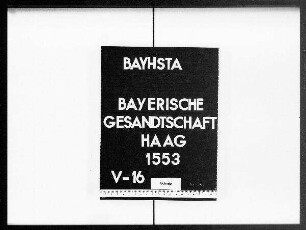 BAYHSTA
BAYERISCHE
GESANDTSCHAFT
HAAG
1553
V-16